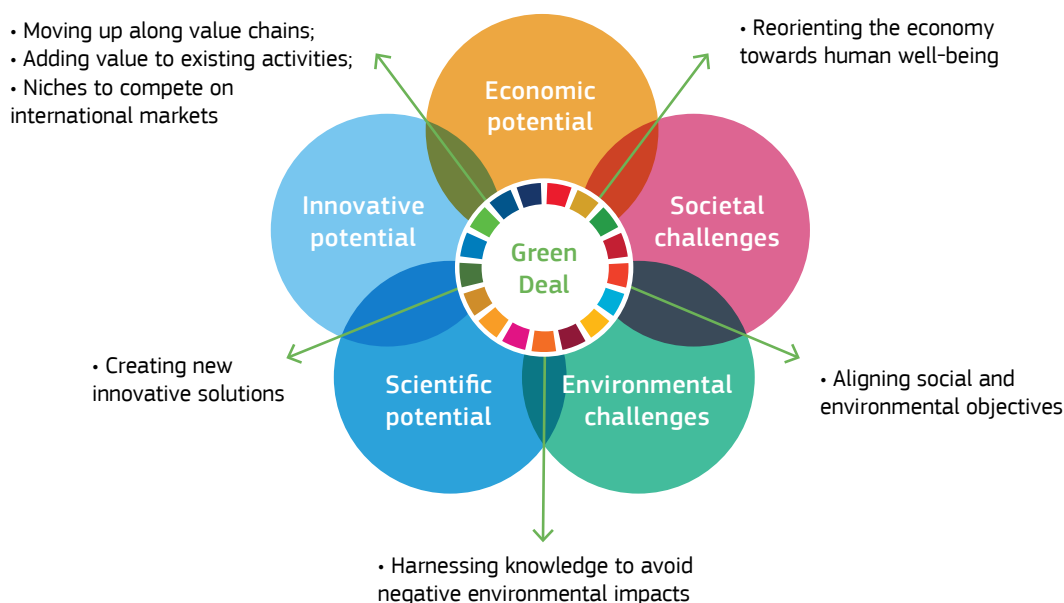 • Moving up along value chains;
• Adding value to existing activities;
• Niches to compete on
international markets
• Reorienting the economy
towards human well-being
Economic
potential
Innovative
potential
Societal
challenges
Green
Deal
• Creating new
innovative solutions
Scientific
potential
Environmental
challenges
• Aligning social and
environmental objectives
• Harnessing knowledge to avoid
negative environmental impacts